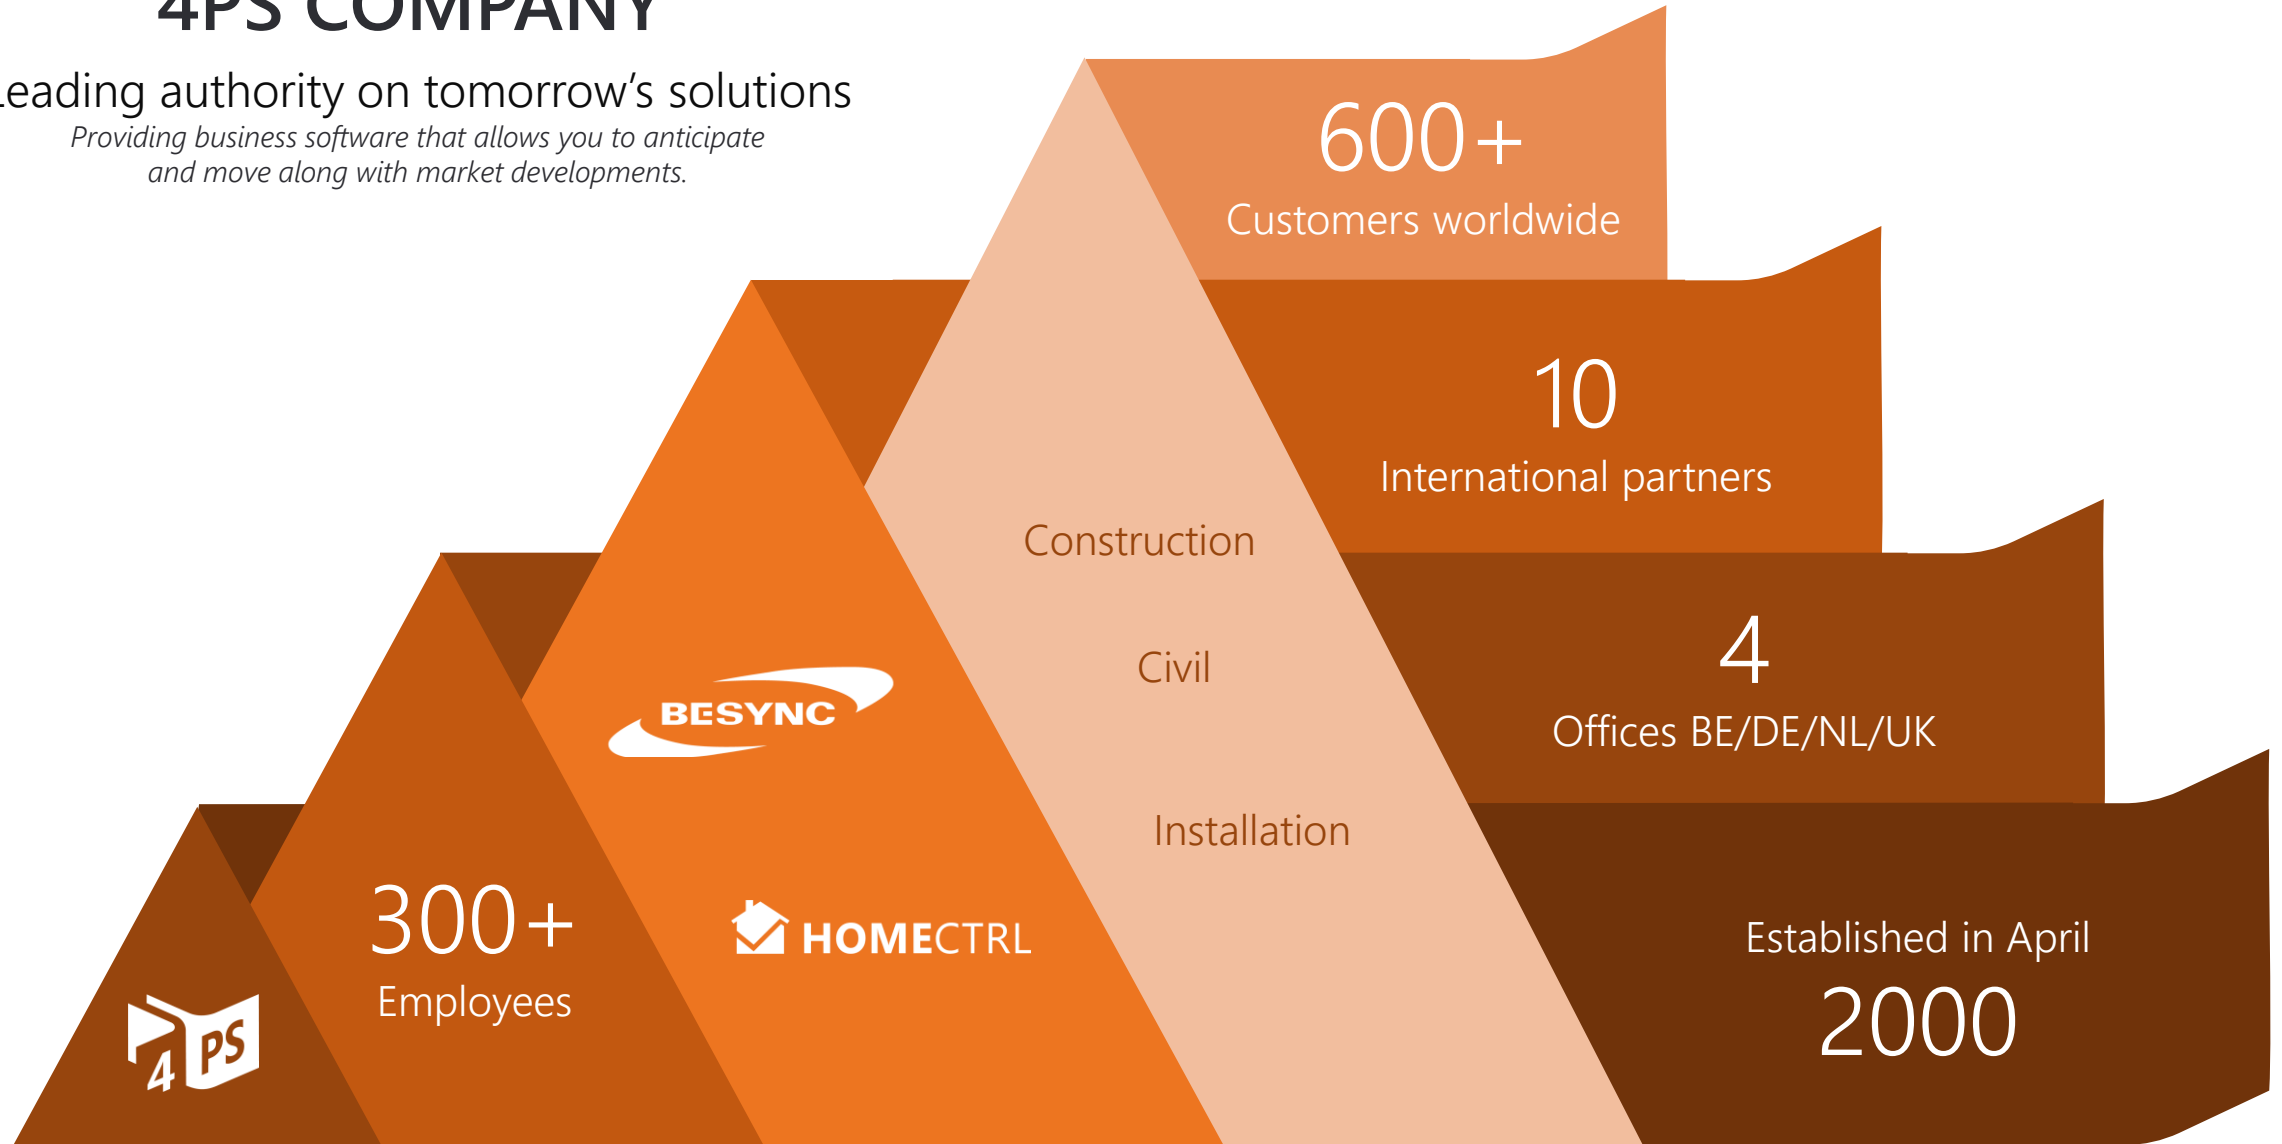 4PS COMPANY
Leading authority on tomorrow’s solutions
Providing business software that allows you to anticipate
and move along with market developments.
600+
Customers worldwide
10
International partners
Construction
Civil
Installation
4
Offices BE/DE/NL/UK
BESYNC
HOMECTRL
300+
Employees
4PS
Established in April
2000